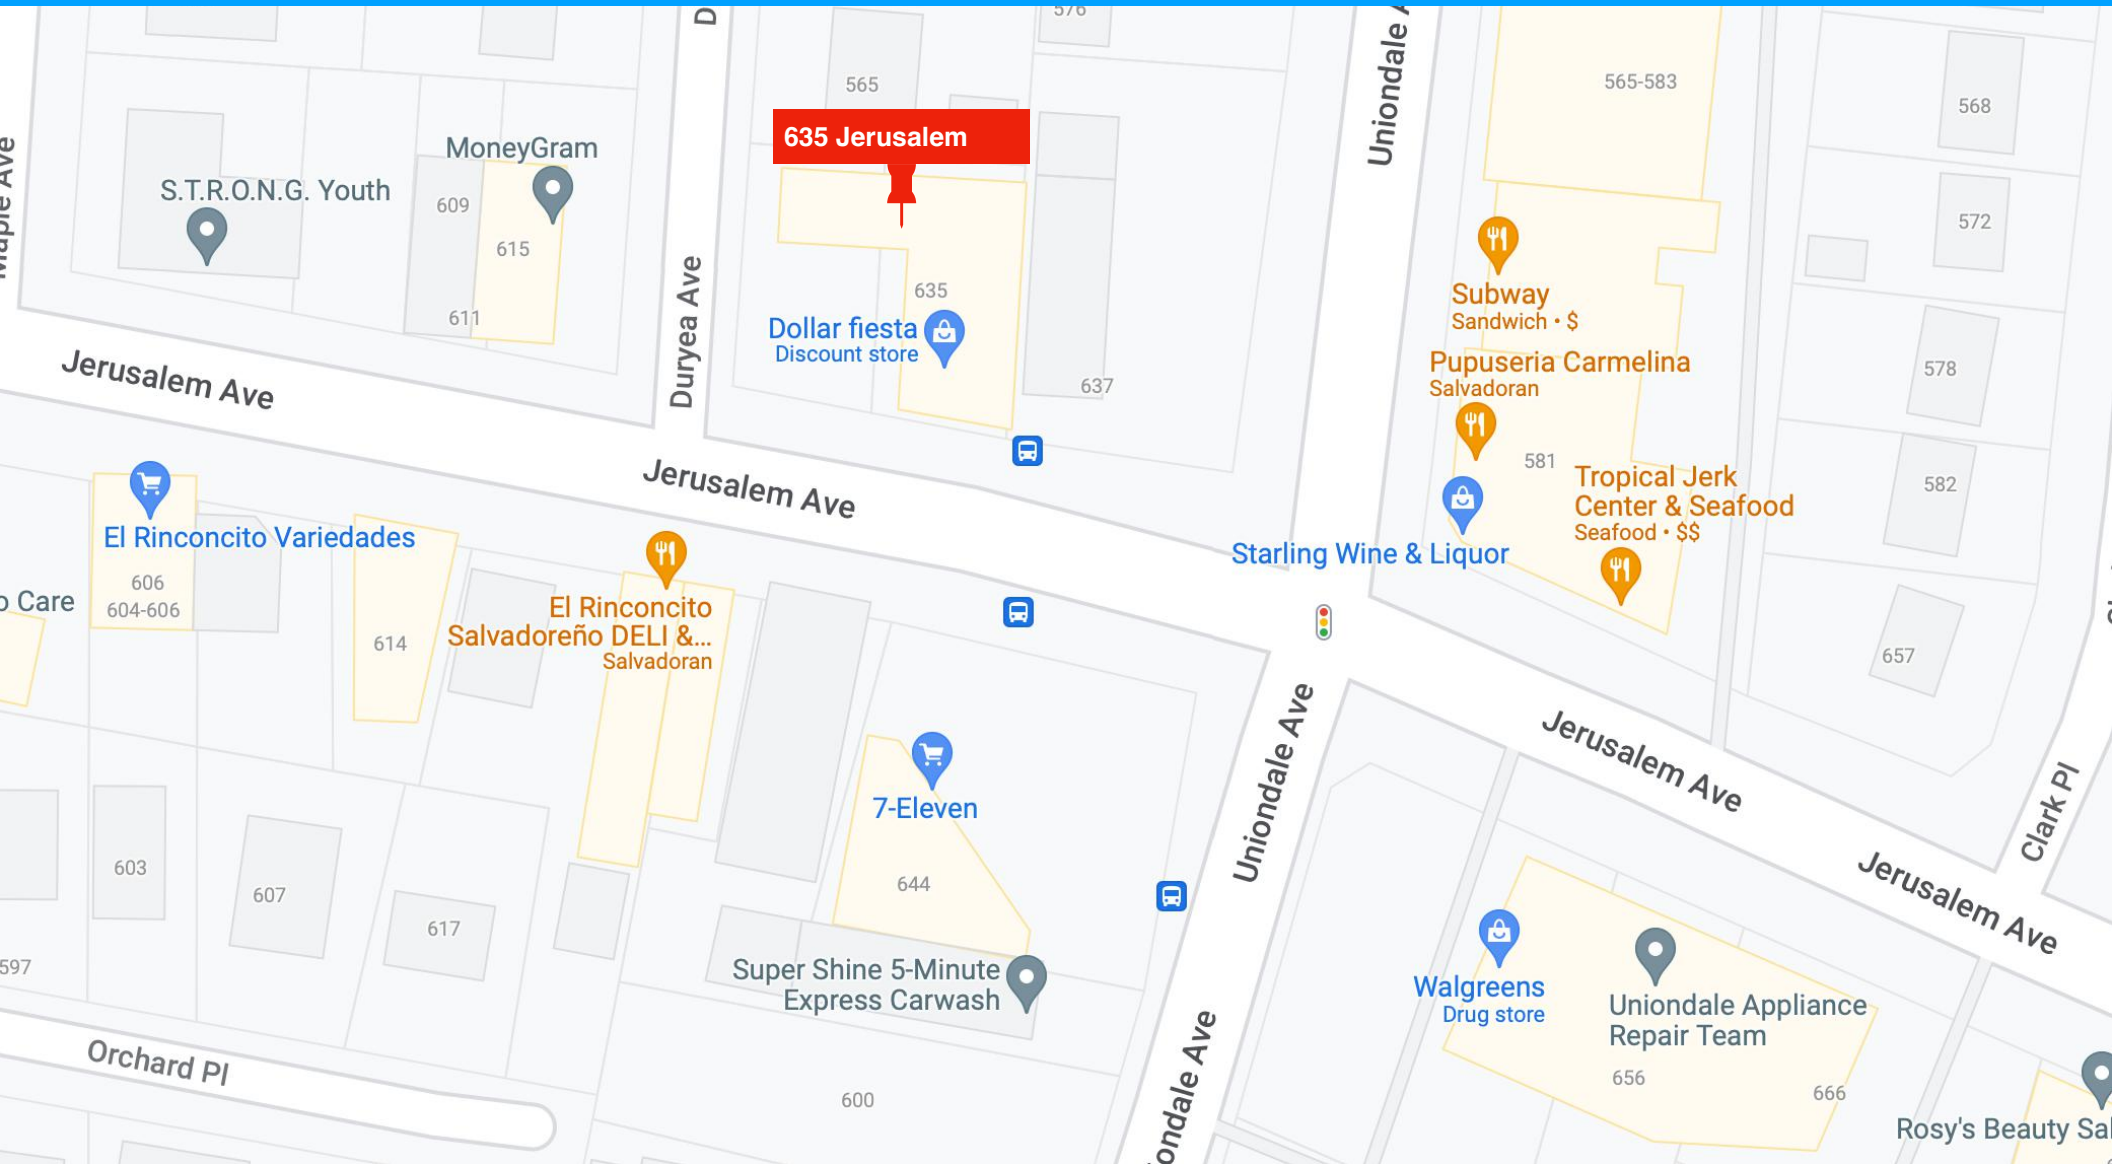 576
565
565-583
568
635 Jerusalem
MoneyGram
S.T.R.O.N.G. Youth
609
615
611
Maple Ave
Duryea Ave
D
Uniondale A
572
Subway
Sandwich • $
635
Dollar fiesta
Discount store
637
Pupuseria Carmelina
Salvadoran
578
581
582
Jerusalem Ave
Jerusalem Ave
Tropical Jerk
Center & Seafood
Seafood • $$
Starling Wine & Liquor
El Rinconcito Variedades
606
604-606
o Care
614
El Rinconcito
Salvadoreño DELI &...
Salvadoran
657
Uniondale Ave
Jerusalem Ave
Clark Pl
7-Eleven
644
603
607
617
597
Jerusalem Ave
Super Shine 5-Minute
Express Carwash
Walgreens
Drug store
Uniondale Appliance
Repair Team
656
666
Orchard Pl
600
ondale Ave
Rosy's Beauty Sal